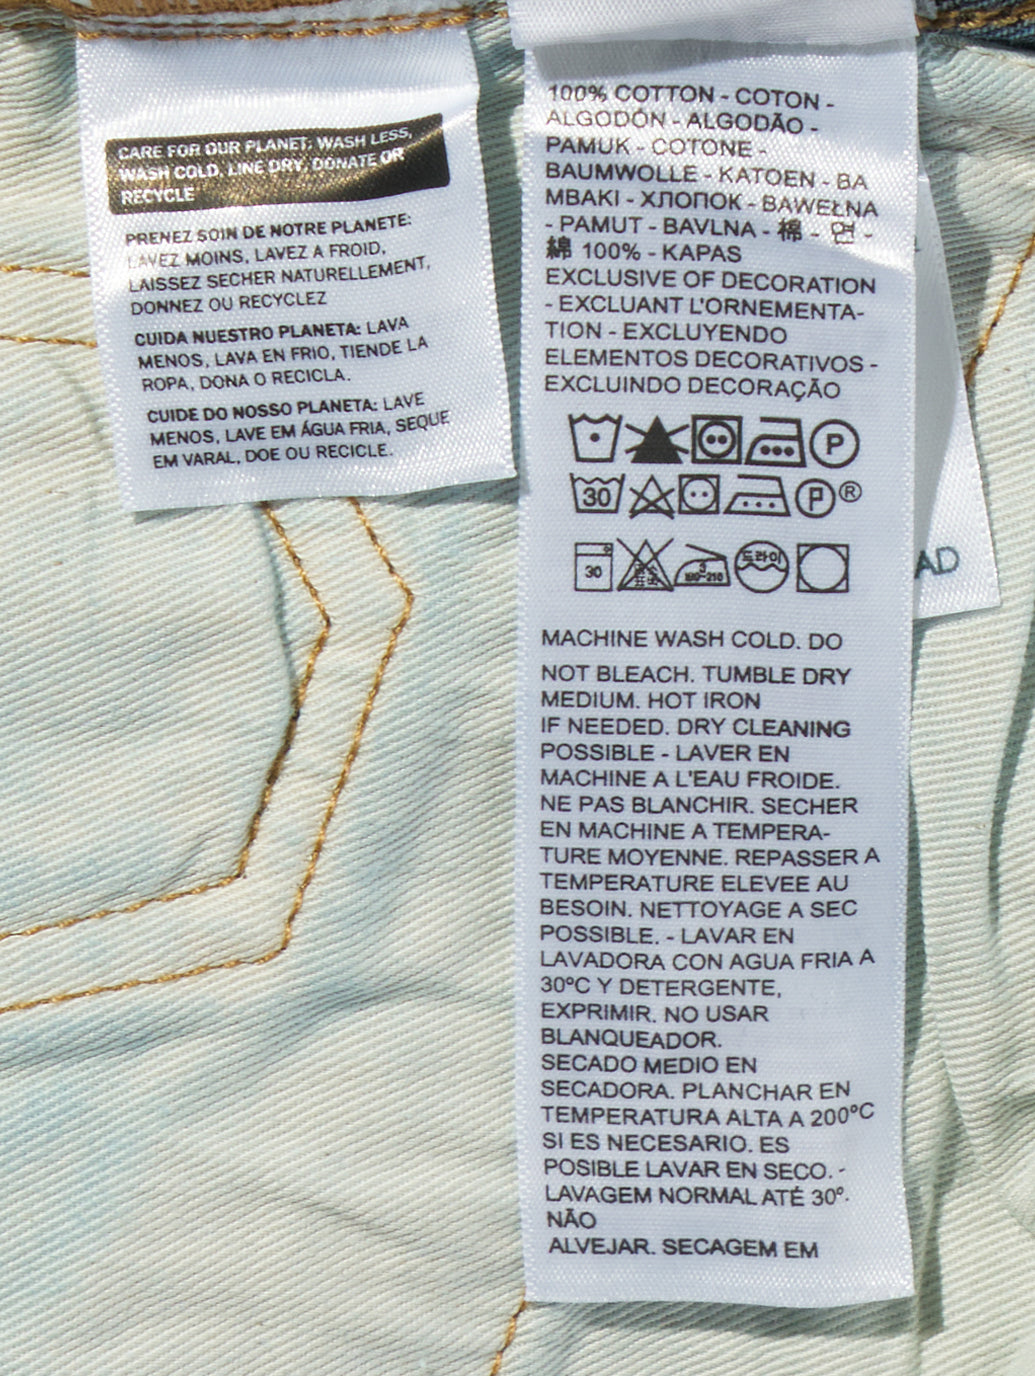 CARE FOR OUR PLANET: WASH LESS,
WASH COLD, LINE DRY, DONATE OR
RECYCLE
PRENEZ SOIN DE NOTRE PLANETE:
LAVEZ MOINS, LAVEZ A FROID,
LAISSEZ SECHER NATURELLEMENT,
DONNEZ OU RECYCLEZ
CUIDA NUESTRO PLANETA: LAVA
MENOS, LAVA EN FRIO, TIENDE LA
ROPA, DONA O RECICLA.
CUIDE DO NOSSO PLANETA: LAVE
MENOS, LAVE EM ÁGUA FRIA, SEQUE
EM VARAL, DOE OU RECICLE.
100% COTTON - COTON -
ALGODÓN - ALGODÃO -
PAMUK - COTONE -
BAUMWOLLE - KATOEN - BA
MBAKI - ХЛОПОК - BAWEŁNA
- PAMUT - BAVLNA - 棉 - 면 -
綿 100% - KAPAS
EXCLUSIVE OF DECORATION
- EXCLUANT L'ORNEMENTA-
TION - EXCLUYENDO
ELEMENTOS DECORATIVOS -
EXCLUINDO DECORAÇÃO
P
30 P ®
30 3 180-210 드라이
MACHINE WASH COLD. DO
NOT BLEACH. TUMBLE DRY
MEDIUM. HOT IRON
IF NEEDED. DRY CLEANING
POSSIBLE - LAVER EN
MACHINE A L'EAU FROIDE.
NE PAS BLANCHIR. SECHER
EN MACHINE A TEMPERA-
TURE MOYENNE. REPASSER A
TEMPERATURE ELEVEE AU
BESOIN. NETTOYAGE A SEC
POSSIBLE. - LAVAR EN
LAVADORA CON AGUA FRIA A
30ºC Y DETERGENTE,
EXPRIMIR. NO USAR
BLANQUEADOR.
SECADO MEDIO EN
SECADORA. PLANCHAR EN
TEMPERATURA ALTA A 200ºC
SI ES NECESARIO. ES
POSIBLE LAVAR EN SECO. -
LAVAGEM NORMAL ATÉ 30º.
NÃO
ALVEJAR. SECAGEM EM
AD